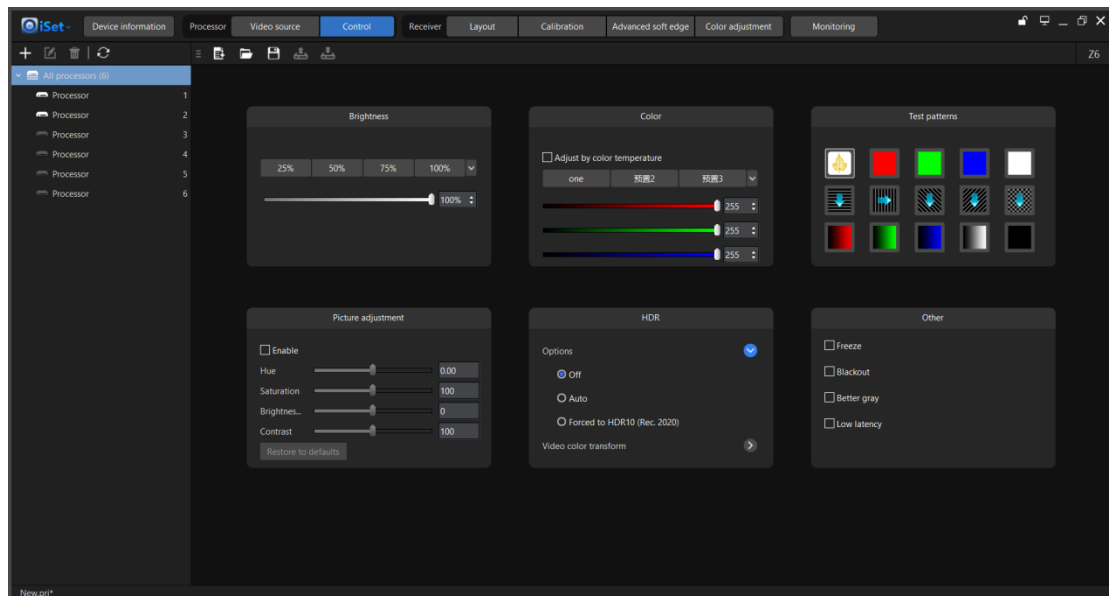 iSet
Device information
Processor
Video source
Control
Receiver
Layout
Calibration
Advanced soft edge
Color adjustment
Monitoring
Z6
All processors (6)
Processor 1
Processor 2
Processor 3
Processor 4
Processor 5
Processor 6
Brightness
25% 50% 75% 100%
100%
Color
Adjust by color temperature
one 预置2 预置3
255
255
255
Test patterns
Picture adjustment
Enable
Hue 0.00
Saturation 100
Brightnes... 0
Contrast 100
Restore to defaults
HDR
Options
Off
Auto
Forced to HDR10 (Rec. 2020)
Video color transform
Other
Freeze
Blackout
Better gray
Low latency
New.prj*